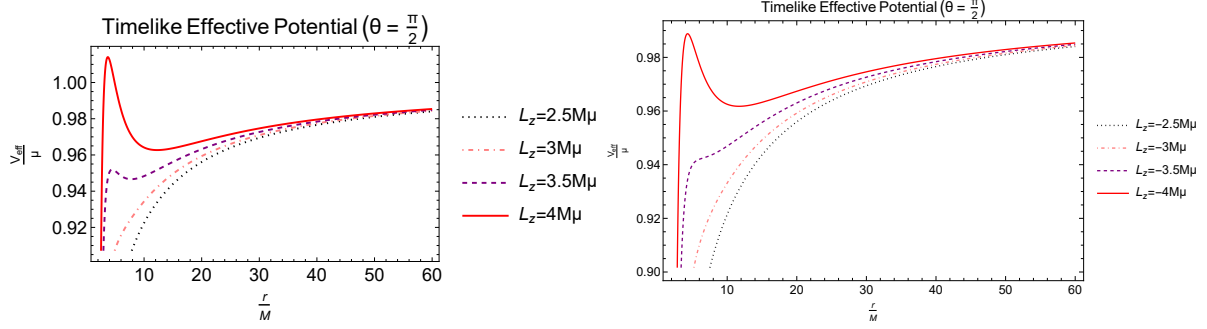 Timelike Effective Potential (θ = π/2)
1.00
0.98
0.96
0.94
0.92
V_eff/μ
10 20 30 40 50 60
r/M
L_z=2.5Mμ
L_z=3Mμ
L_z=3.5Mμ
L_z=4Mμ
Timelike Effective Potential (θ = π/2)
0.98
0.96
0.94
0.92
0.90
V_eff/μ
10 20 30 40 50 60
r/M
L_z=-2.5Mμ
L_z=-3Mμ
L_z=-3.5Mμ
L_z=-4Mμ